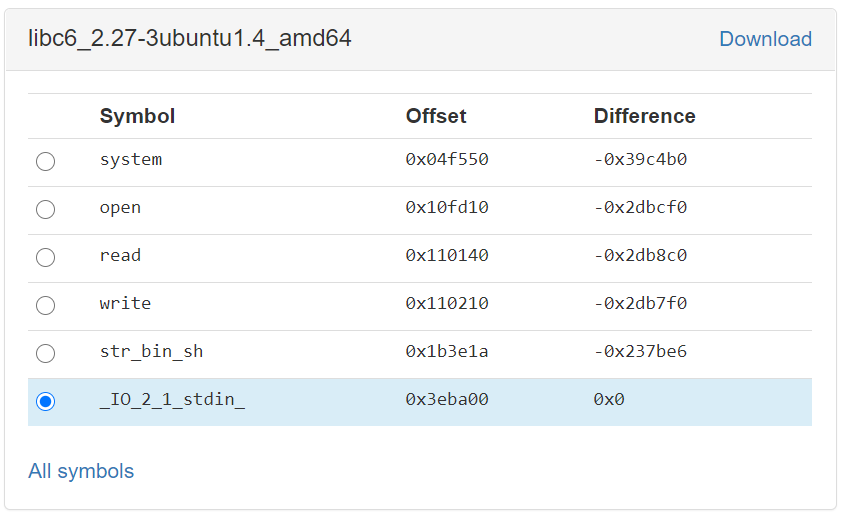 libc6_2.27-3ubuntu1.4_amd64 Download
Symbol Offset Difference
system 0x04f550 -0x39c4b0
open 0x10fd10 -0x2dbcf0
read 0x110140 -0x2db8c0
write 0x110210 -0x2db7f0
str_bin_sh 0x1b3e1a -0x237be6
_IO_2_1_stdin_ 0x3eba00 0x0
All symbols